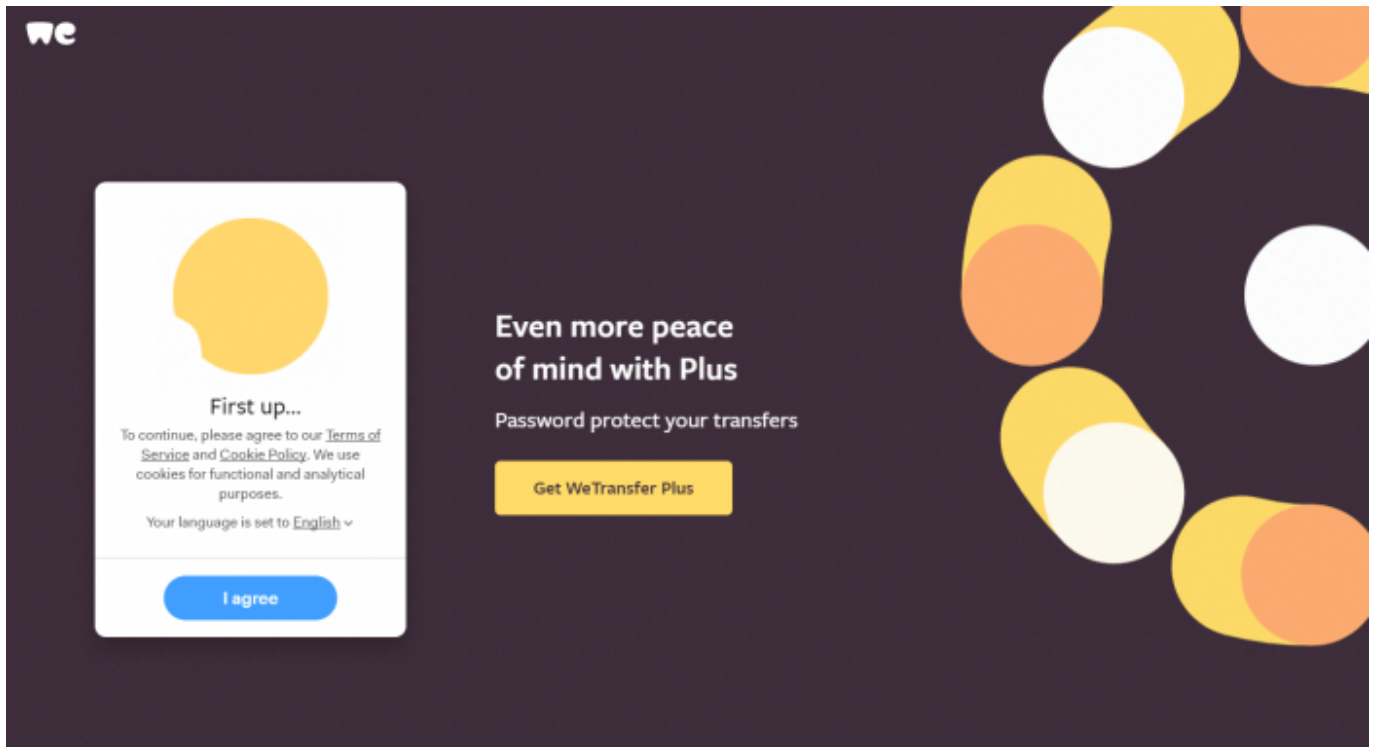 we
First up...
To continue, please agree to our Terms of
Service and Cookie Policy. We use
cookies for functional and analytical
purposes.
Your language is set to English
I agree
Even more peace
of mind with Plus
Password protect your transfers
Get WeTransfer Plus